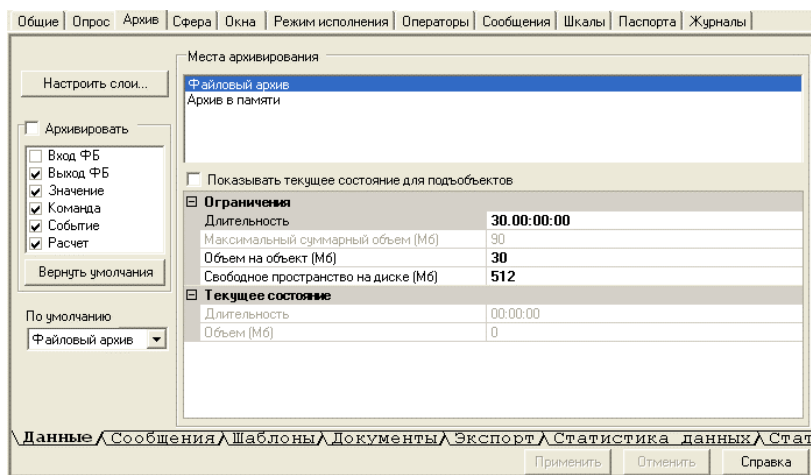 Общие Опрос Архив Сфера Окна Режим исполнения Операторы Сообщения Шкалы Паспорта Журналы
Места архивирования
Настроить слои...
Файловый архив
Архив в памяти
Архивировать
Вход ФБ
Выход ФБ
Значение
Команда
Событие
Расчет
Вернуть умолчания
По умолчанию
Файловый архив
Показывать текущее состояние для подъобъектов
Ограничения
Длительность 30.00:00:00
Максимальный суммарный объем (Мб) 90
Объем на объект (Мб) 30
Свободное пространство на диске (Мб) 512
Текущее состояние
Длительность 00:00:00
Объем (Мб) 0
Данные Сообщения Шаблоны Документы Экспорт Статистика данных Стат
Применить Отменить Справка